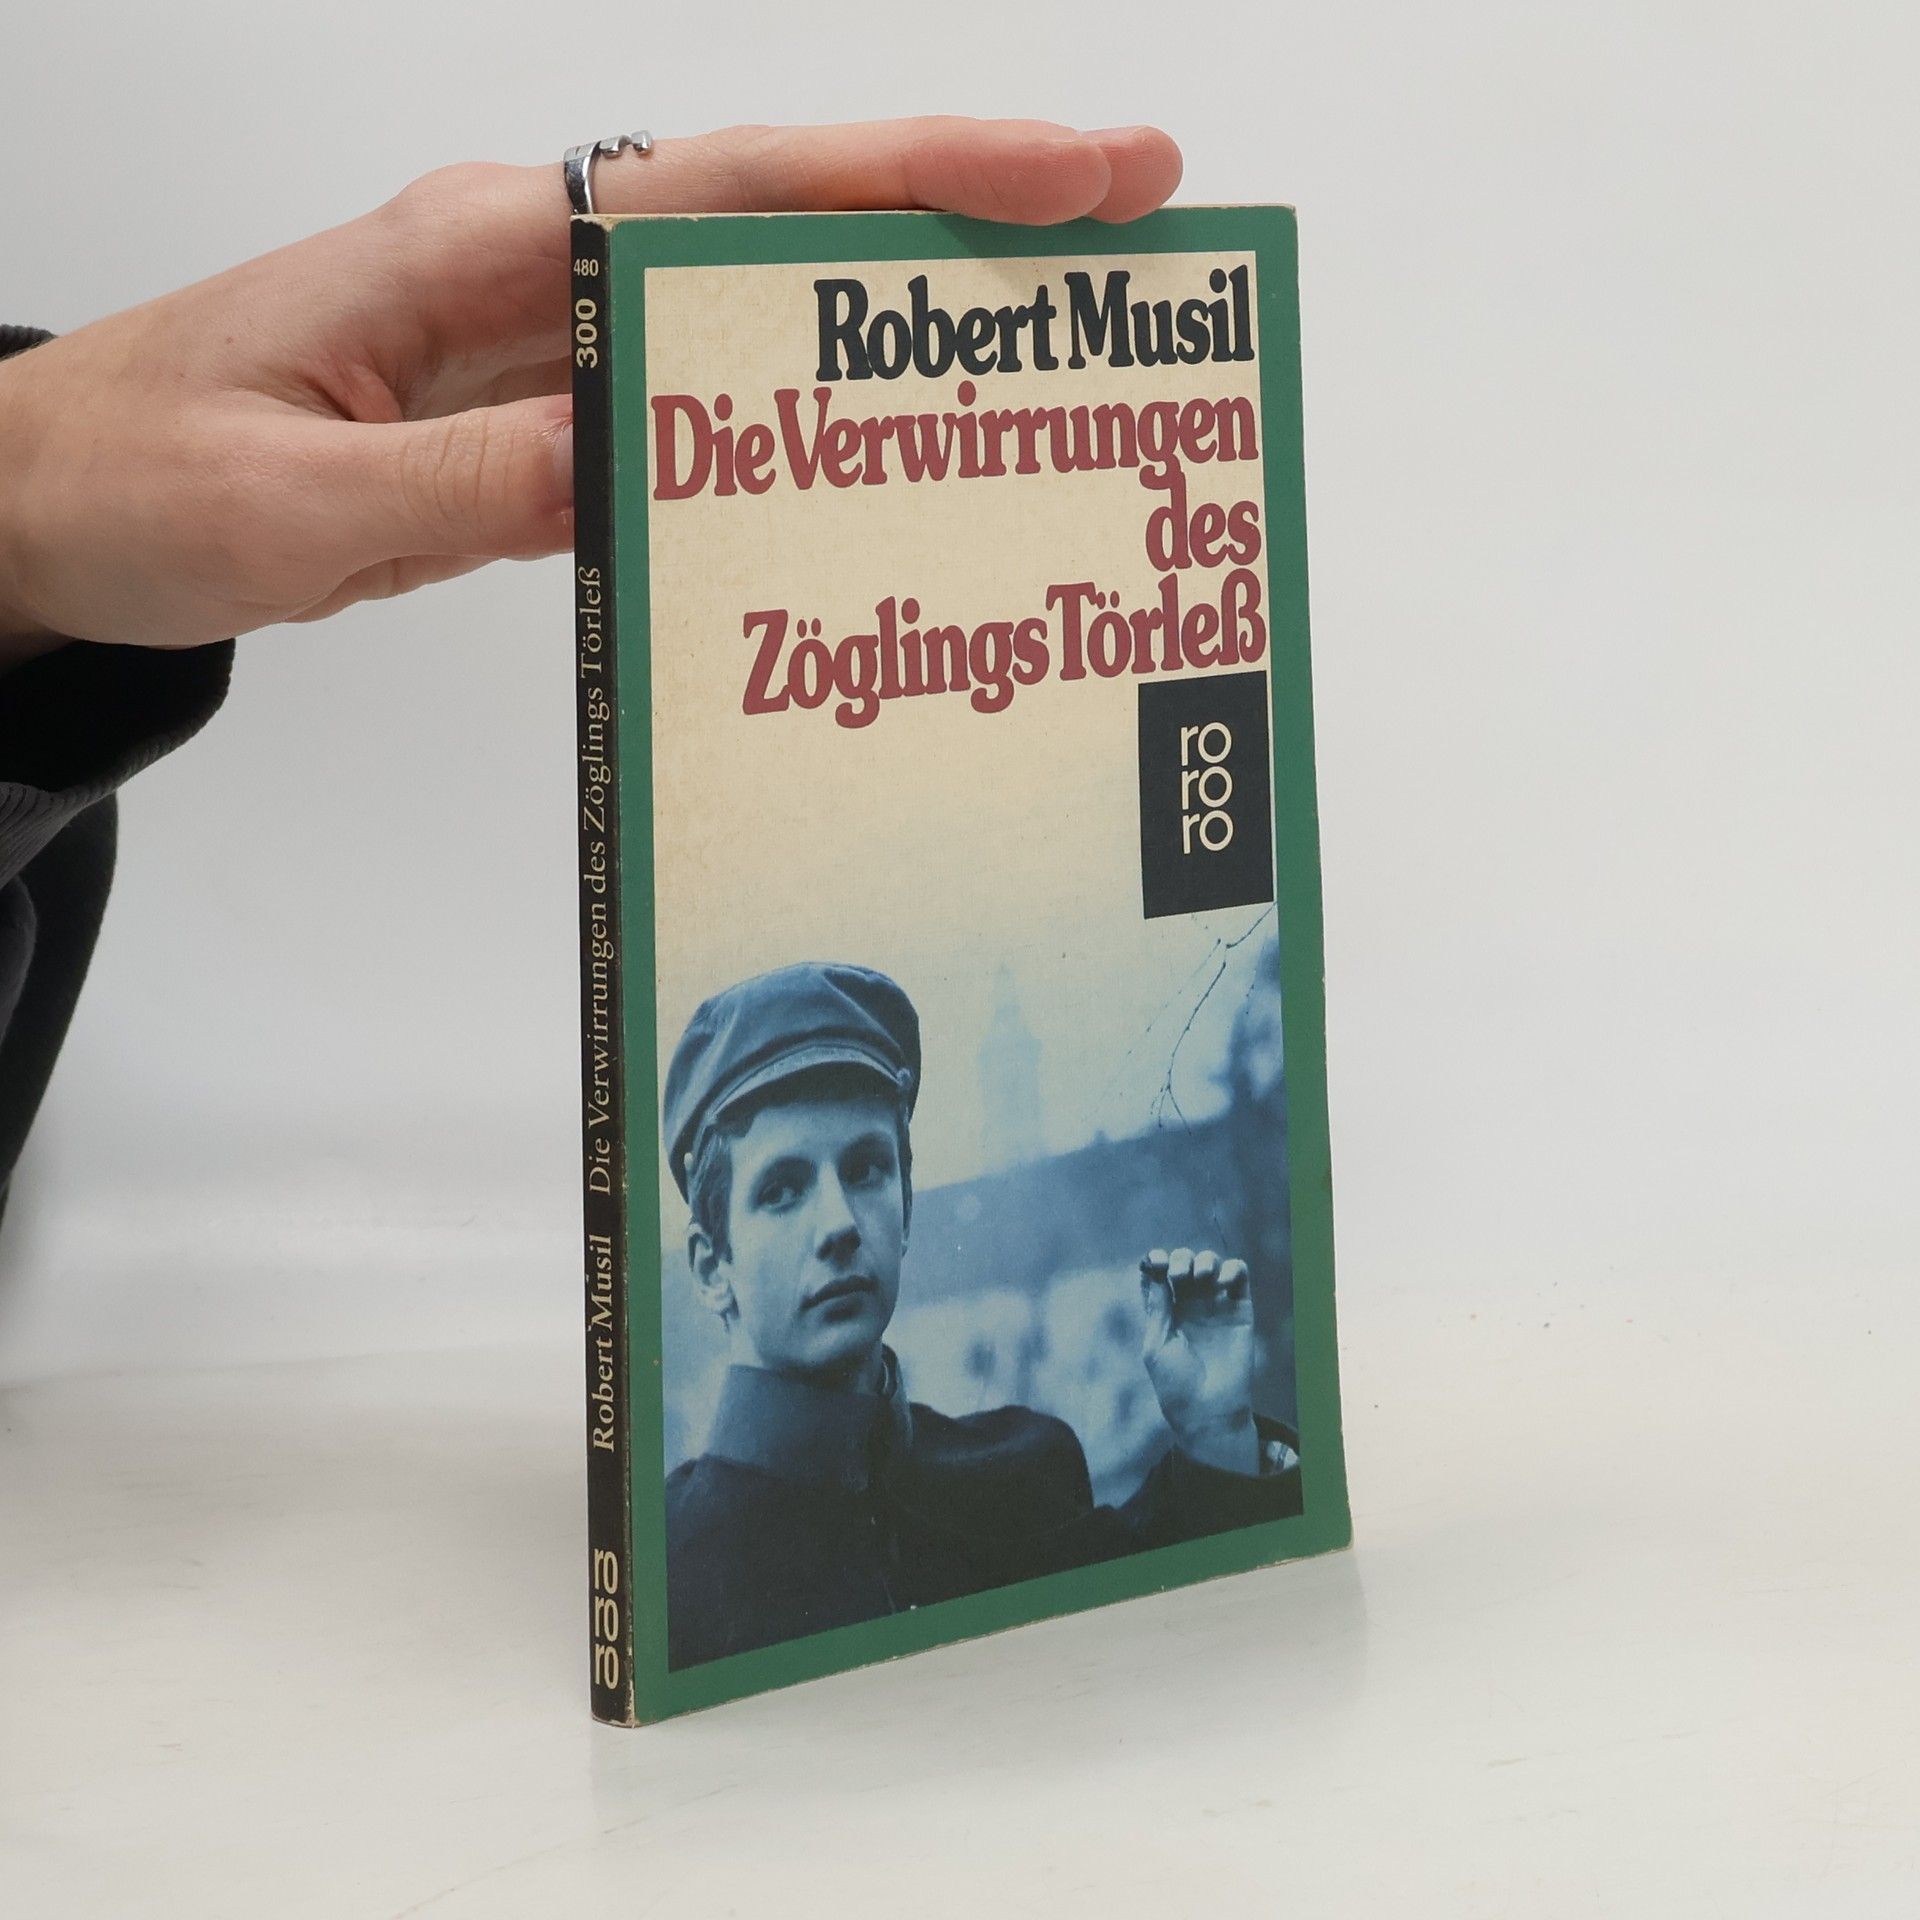 480
300
Robert Musil Die Verwirrungen des Zöglings Törleß
ro
ro
ro
Robert Musil
Die Verwirrungen
des
Zöglings Törleß
ro
ro
ro